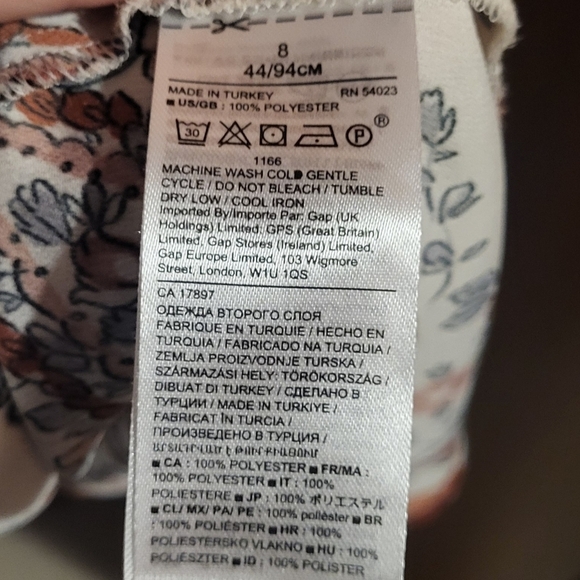 8
44/94CM
MADE IN TURKEY RN 54023
■ US/GB : 100% POLYESTER
30 P ®
1166
MACHINE WASH COLD GENTLE
CYCLE / DO NOT BLEACH / TUMBLE
DRY LOW / COOL IRON
Imported By/Importe Par: Gap (UK
Holdings) Limited; GPS (Great Britain)
Limited, Gap Stores (Ireland) Limited,
Gap Europe Limited, 103 Wigmore
Street, London, W1U 1QS
CA 17897
ОДЕЖДА ВТОРОГО СЛОЯ
FABRIQUE EN TURQUIE / HECHO EN
TURQUIA / FABRICADO NA TURQUIA /
ZEMLJA PROIZVODNJE TURSKA /
SZÁRMAZÁSI HELY: TÖRÖKORSZÁG /
DIBUAT DI TURKEY / СДЕЛАНО В
ТУРЦИИ / MADE IN TURKIYE /
FABRICAT ÎN TURCIA /
ПРОИЗВЕДЕНО В ТУРЦИЯ /
■ CA : 100% POLYESTER ■ FR/MA :
100% POLYESTER ■ IT : 100%
POLIESTERE ■ JP : 100% ポリエステル
■ CL/ MX/ PA/ PE : 100% poliéster ■ BR
: 100% POLIÉSTER ■ HR : 100%
POLIESTERSKO VLAKNO ■ HU : 100%
POLIÉSZTER ■ ID : 100% POLISTER